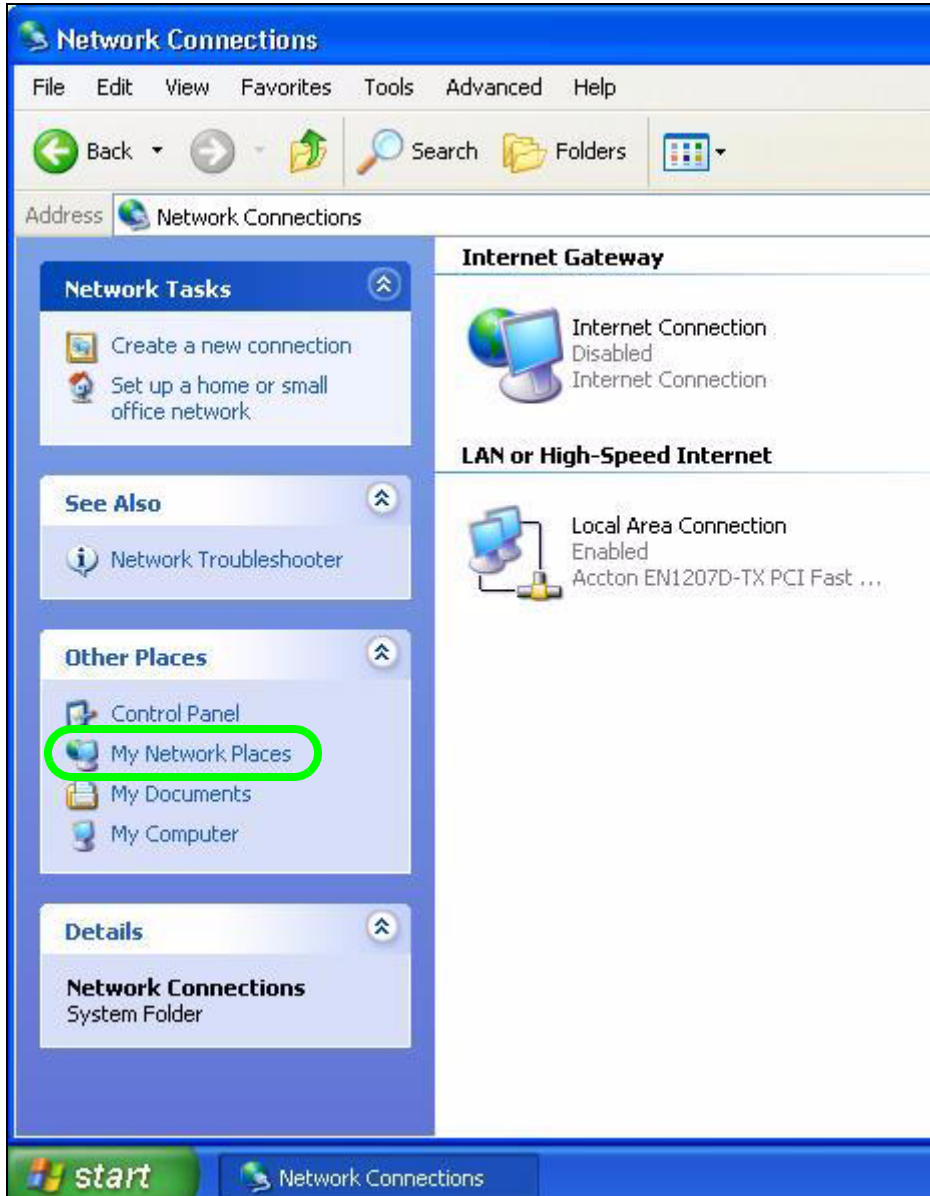 Network Connections
File Edit View Favorites Tools Advanced Help
Back Search Folders
Address Network Connections
Network Tasks
Create a new connection
Set up a home or small
office network
See Also
Network Troubleshooter
Other Places
Control Panel
My Network Places
My Documents
My Computer
Details
Network Connections
System Folder
Internet Gateway
Internet Connection
Disabled
Internet Connection
LAN or High-Speed Internet
Local Area Connection
Enabled
Accton EN1207D-TX PCI Fast ...
start Network Connections